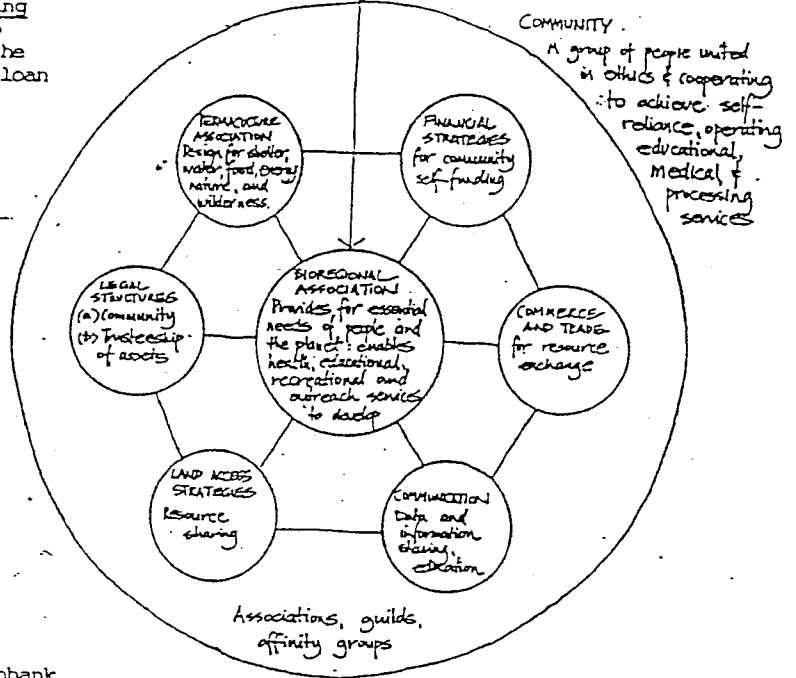 ng
he
loan
COMMUNITY.
A group of people united
in ethics & cooperating
to achieve self-
reliance, operating
educational,
medical &
processing
services
PERMACULTURE
ASSOCIATION
Design for shelter,
water, food, energy,
nature, and
wilderness.
FINANCIAL
STRATEGIES
for community
self-funding
LEGAL
STRUCTURES
(a) Community
(b) Trusteeship
of assets
BIOREGIONAL
ASSOCIATION
Provides for essential
needs of people and
the planet: enables
health, educational,
recreational and
outreach services
to develop
COMMERCE
AND TRADE
for resource
exchange
LAND ACCESS
STRATEGIES
Resource
sharing
COMMUNICATION
Data and
information
sharing,
education
Associations, guilds,
affinity groups
nbank